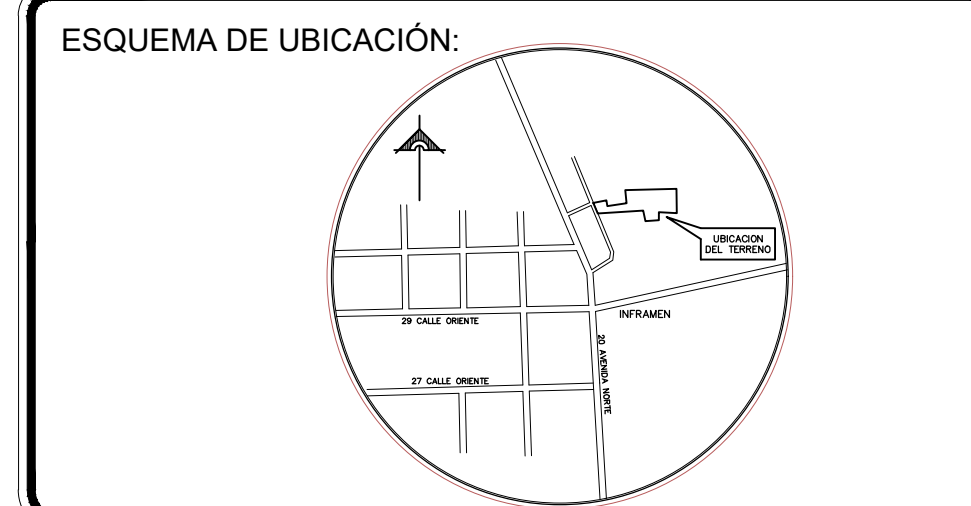 ESQUEMA DE UBICACIÓN:
UBICACION
DEL TERRENO
INFRAMEN
29 CALLE ORIENTE
20 AVENIDA NORTE
27 CALLE ORIENTE